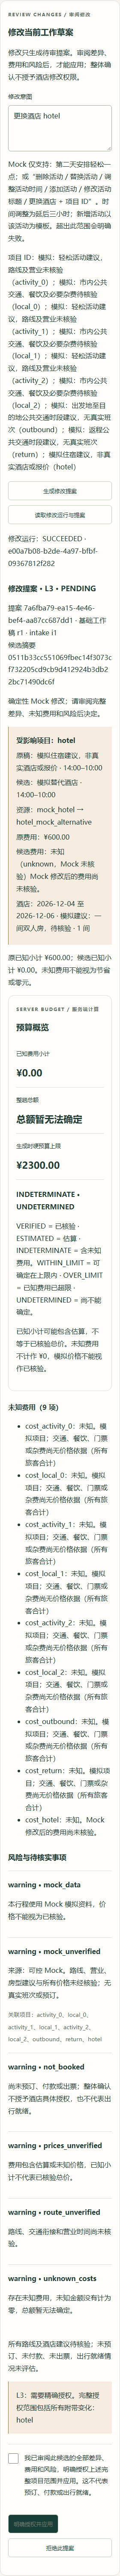 REVIEW CHANGES / 审阅修改
修改当前工作草案
修改只生成待审提案。审阅差异、
费用和风险后，才能应用；整体确
认不授予酒店修改权限。
修改意图
更换酒店 hotel
Mock 仅支持：第二天安排轻松一
点；或“删除活动 / 替换活动 / 调
整活动时间 / 添加活动 / 修改活动
标题 / 更换酒店 + 项目 ID”。时
间调整为延后三小时；新增活动以
该活动为模板。超出此范围会明确
失败。
项目 ID：模拟：轻松活动建议，
路线及营业未核验
（activity_0）；模拟：市内公共
交通、餐饮及必要杂费待核验
（local_0）；模拟：轻松活动建
议，路线及营业未核验
（activity_1）；模拟：市内公共
交通、餐饮及必要杂费待核验
（local_1）；模拟：轻松活动建
议，路线及营业未核验
（activity_2）；模拟：市内公共
交通、餐饮及必要杂费待核验
（local_2）；模拟：出发地至目
的地公共交通时段建议，无真实班
次（outbound）；模拟：返程公
共交通时段建议，无真实班次
（return）；模拟住宿建议，非真
实酒店或报价（hotel）
生成修改提案
读取修改运行与提案
修改运行：SUCCEEDED ·
e00a7b08-b2de-4a97-bfbf-
09367812f282
修改提案 • L3 • PENDING
提案 7a6fba79-ea15-4e46-
bef4-aa87cc687dd1 · 基础工作
稿 r1 · intake i1
候选摘要
0511b33cc551069fbec14f3073c
f732205cd9cb9d412924b3db2
2bc71490dc6f
确定性 Mock 修改；请审阅完整
差异、未知费用和风险后决定。
受影响项目：hotel
原稿：模拟住宿建议，非真
实酒店或报价 · 14:00–10:00
候选：模拟替代酒店 ·
14:00–10:00
资源：mock_hotel →
hotel_mock_alternative
原费用：¥600.00
候选费用：未知
（unknown，Mock 未核
验）Mock 修改后的费用尚
未核验。
酒店：2026-12-04 至
2026-12-06 · 模拟建议：一
间双人房，待核验 · 1 间
原已知小计 ¥600.00；候选已知小
计 ¥0.00。未知费用不可视为节省
或零元。
SERVER BUDGET / 服务端计算
预算概览
已知费用小计
¥0.00
整趟总额
总额暂无法确定
生成时硬预算上限
¥2300.00
INDETERMINATE •
UNDETERMINED
VERIFIED = 已核验 ·
ESTIMATED = 估算 ·
INDETERMINATE = 含未知
费用。WITHIN_LIMIT = 可
确定在上限内 · OVER_LIMIT
= 已知费用已超限 ·
UNDETERMINED = 尚不能
确定。
已知小计可能包含估算，不
等于已核验总价。未知费用
不计作 ¥0，模拟价格不能视
作已核验。
未知费用（9 项）
• cost_activity_0：未知。模
拟项目；交通、餐饮、门票
或杂费尚无价格依据（所有
旅客合计）
• cost_local_0：未知。模拟
项目；交通、餐饮、门票或
杂费尚无价格依据（所有旅
客合计）
• cost_activity_1：未知。模
拟项目；交通、餐饮、门票
或杂费尚无价格依据（所有
旅客合计）
• cost_local_1：未知。模拟
项目；交通、餐饮、门票或
杂费尚无价格依据（所有旅
客合计）
• cost_activity_2：未知。模
拟项目；交通、餐饮、门票
或杂费尚无价格依据（所有
旅客合计）
• cost_local_2：未知。模拟
项目；交通、餐饮、门票或
杂费尚无价格依据（所有旅
客合计）
• cost_outbound：未知。模
拟项目；交通、餐饮、门票
或杂费尚无价格依据（所有
旅客合计）
• cost_return：未知。模拟项
目；交通、餐饮、门票或杂
费尚无价格依据（所有旅客
合计）
• cost_hotel：未知。Mock
修改后的费用尚未核验。
风险与待核实事项
warning • mock_data
本行程使用 Mock 模拟资料，价
格不能视为已核验。
warning • mock_unverified
来源：可控 Mock。路线、营业、
房型建议与所有价格未经核验；无
真实班次或预订。
关联项目：activity_0、local_0、
activity_1、local_1、activity_2、
local_2、outbound、return、hotel
warning • not_booked
尚未预订、付款或出票；整体确认
不授予酒店具体授权，也不代表出
行就绪。
warning • prices_unverified
费用包含估算或未知价格，已知小
计不代表已核验总价。
warning • route_unverified
路线、交通衔接和营业时间尚未核
验。
warning • unknown_costs
存在未知费用，未知金额没有计为
零，总额暂无法确定。
所有路线及酒店建议待核验；未预
订、未付款、未出票，出行就绪情
况未评估。
L3：需要精确授权。完整授
权范围包括所有附带变化：
hotel
我已审阅此候选的全部差异、
费用和风险，明确授权上述完
整项目范围并应用。这不代表
预订、付款或出行就绪。
明确授权并应用
拒绝此提案